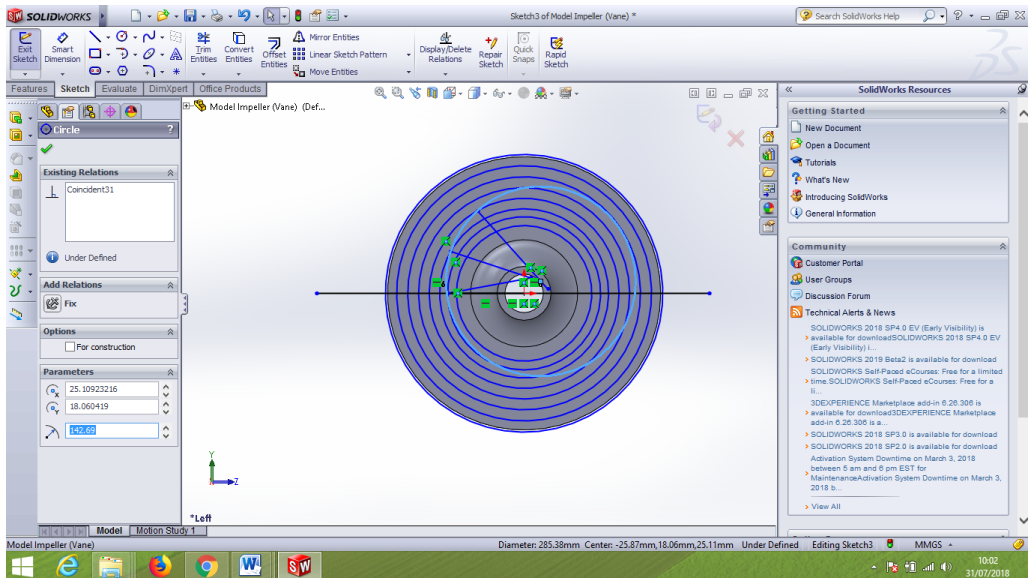 SOLIDWORKS
Sketch3 of Model Impeller (Vane) *
Search SolidWorks Help
Exit Sketch
Smart Dimension
Trim Entities
Convert Entities
Offset Entities
Mirror Entities
Linear Sketch Pattern
Move Entities
Display/Delete Relations
Repair Sketch
Quick Snaps
Rapid Sketch
Features
Sketch
Evaluate
DimXpert
Office Products
Model Impeller (Vane) (Def...
Circle
?
Existing Relations
Coincident31
Under Defined
Add Relations
Fix
Options
For construction
Parameters
25.10923216
18.060419
142.69
Y
Z
*Left
Model
Motion Study 1
SolidWorks Resources
Getting Started
New Document
Open a Document
Tutorials
What's New
Introducing SolidWorks
General Information
Community
Customer Portal
User Groups
Discussion Forum
Technical Alerts & News
SOLIDWORKS 2018 SP4.0 EV (Early Visibility) is
available for downloadSOLIDWORKS 2018 SP4.0 EV
(Early Visibility) i...
SOLIDWORKS 2019 Beta2 is available for download
SOLIDWORKS Self-Paced eCourses: Free for a limited
time.SOLIDWORKS Self-Paced eCourses: Free for a
li...
3DEXPERIENCE Marketplace add-in 6.26.306 is
available for download3DEXPERIENCE Marketplace
add-in 6.26.306 is a...
SOLIDWORKS 2018 SP3.0 is available for download
SOLIDWORKS 2018 SP2.0 is available for download
Activation System Downtime on March 3, 2018
between 5 am and 6 pm EST for
MaintenanceActivation System Downtime on March 3,
2018 b...
View All
Model Impeller (Vane)
Diameter: 285.38mm Center: -25.87mm,18.06mm,25.11mm Under Defined Editing Sketch3 MMGS
10:02
31/07/2018